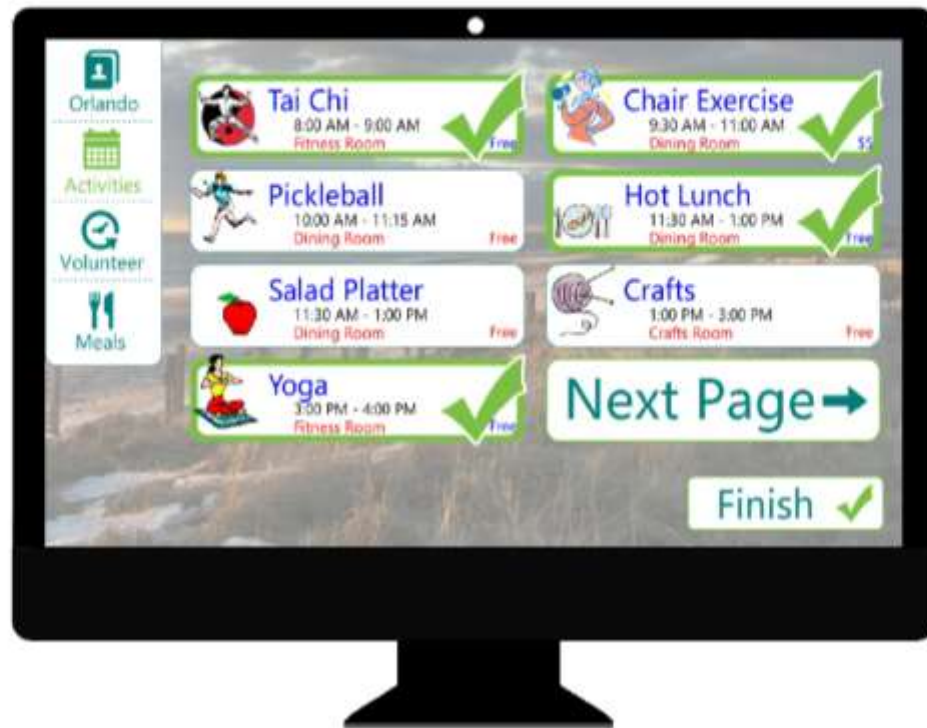 Orlando
Activities
Volunteer
Meals
Tai Chi
8:00 AM - 9:00 AM
Fitness Room Free
Chair Exercise
9:30 AM - 11:00 AM
Dining Room $5
Pickleball
10:00 AM - 11:15 AM
Dining Room Free
Hot Lunch
11:30 AM - 1:00 PM
Dining Room Free
Salad Platter
11:30 AM - 1:00 PM
Dining Room Free
Crafts
1:00 PM - 3:00 PM
Crafts Room Free
Yoga
3:00 PM - 4:00 PM
Fitness Room Free
Next Page
Finish